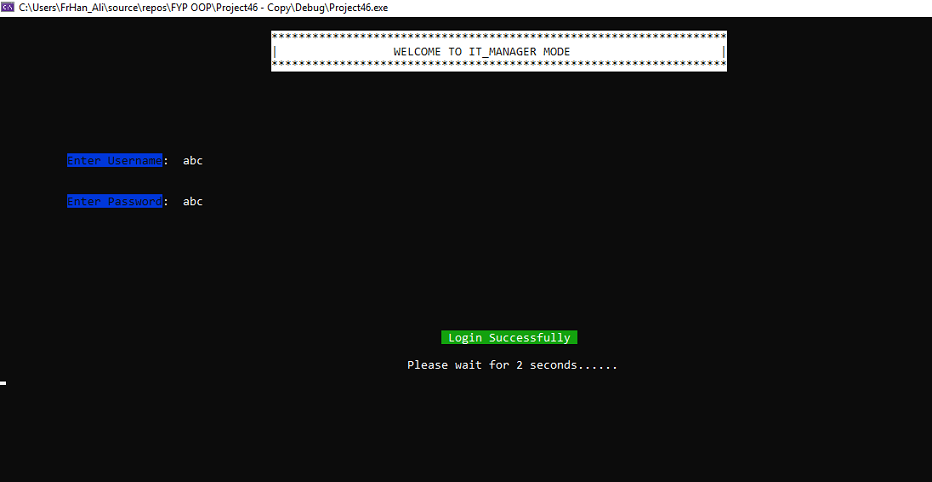 C:\Users\FrHan_Ali\source\repos\FYP OOP\Project46 - Copy\Debug\Project46.exe
*******************************************************************
| WELCOME TO IT_MANAGER MODE |
*******************************************************************
Enter Username: abc
Enter Password: abc
Login Successfully
Please wait for 2 seconds......